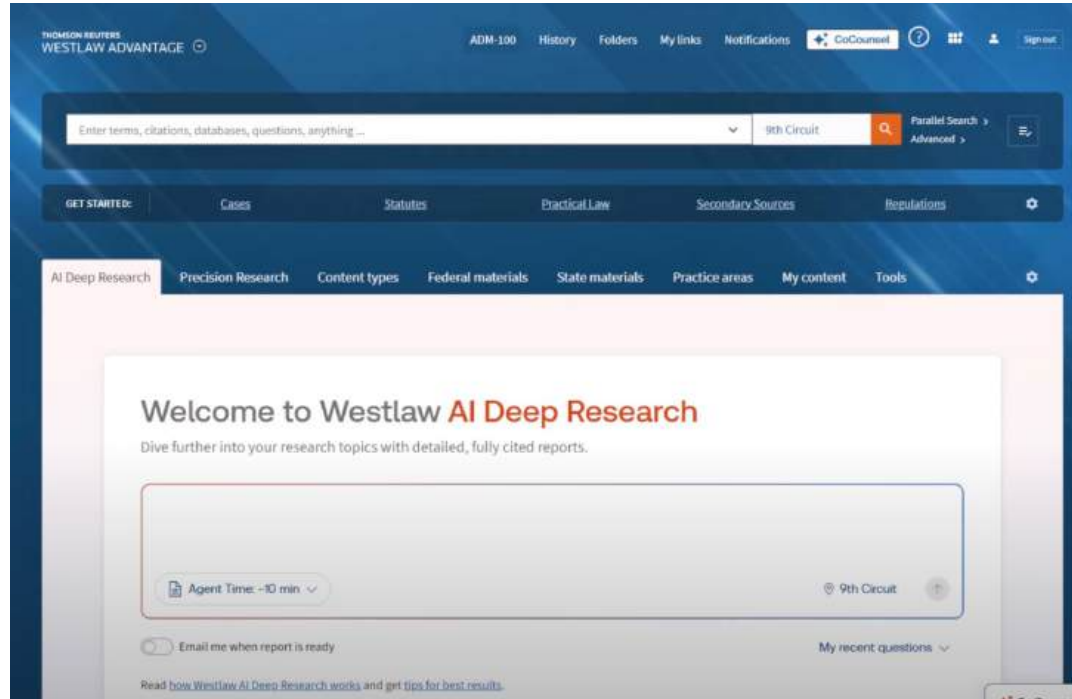 THOMSON REUTERS
WESTLAW ADVANTAGE
ADM-100 History Folders My links Notifications CoCounsel ? Sign out
Enter terms, citations, databases, questions, anything ... 9th Circuit
Parallel Search >
Advanced >
GET STARTED: Cases Statutes Practical Law Secondary Sources Regulations
AI Deep Research Precision Research Content types Federal materials State materials Practice areas My content Tools
Welcome to Westlaw AI Deep Research
Dive further into your research topics with detailed, fully cited reports.
Agent Time: ~10 min 9th Circuit
Email me when report is ready My recent questions
Read how Westlaw AI Deep Research works and get tips for best results.